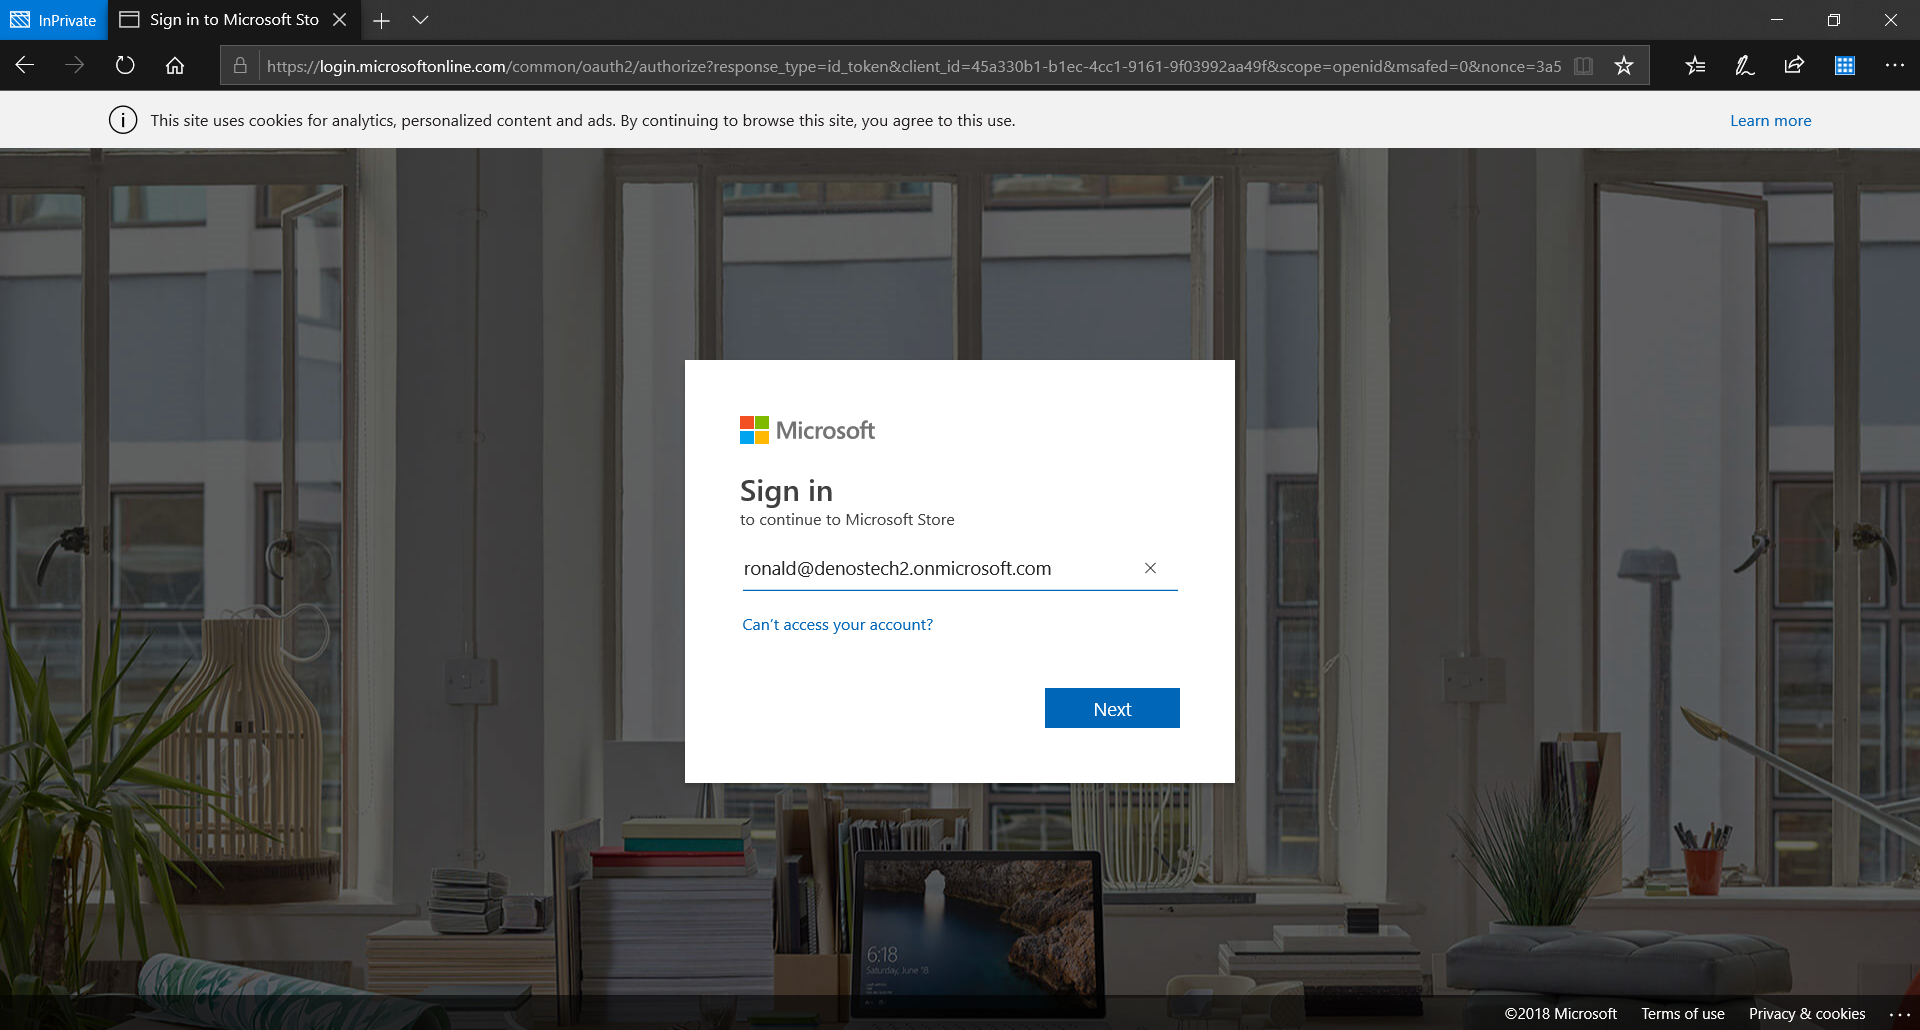 InPrivate
Sign in to Microsoft Sto
https://login.microsoftonline.com/common/oauth2/authorize?response_type=id_token&client_id=45a330b1-b1ec-4cc1-9161-9f03992aa49f&scope=openid&msafed=0&nonce=3a5
This site uses cookies for analytics, personalized content and ads. By continuing to browse this site, you agree to this use.
Learn more
Microsoft
Sign in
to continue to Microsoft Store
ronald@denostech2.onmicrosoft.com
Can't access your account?
Next
6:18
Saturday, June 18
©2018 Microsoft
Terms of use
Privacy & cookies